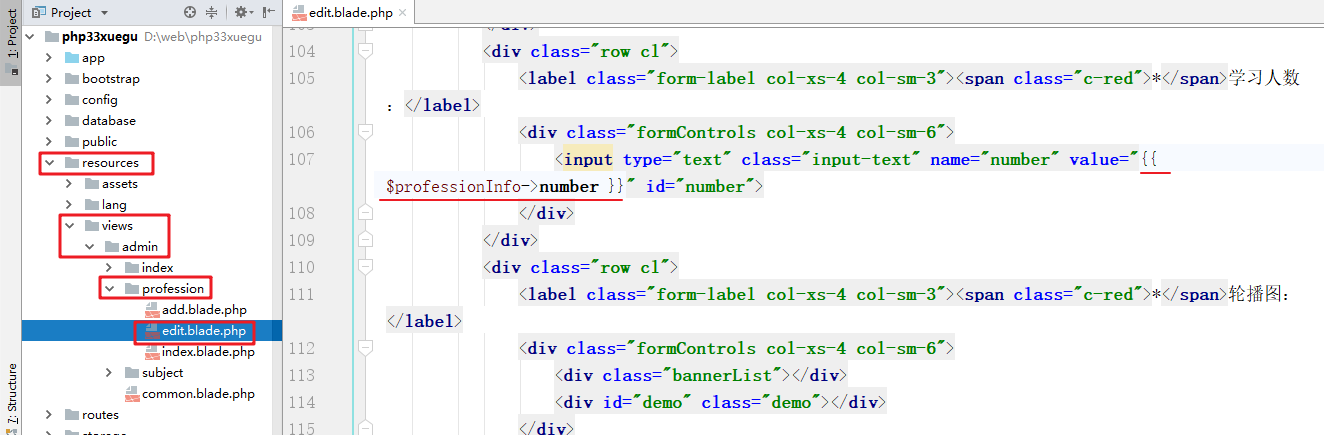 1: Project
7: Structure
Project
php33xuegu D:\web\php33xuegu
app
bootstrap
config
database
public
resources
assets
lang
views
admin
index
profession
add.blade.php
edit.blade.php
index.blade.php
subject
common.blade.php
routes
storage
edit.blade.php
103 </div>
104 <div class="row cl">
105 <label class="form-label col-xs-4 col-sm-3"><span class="c-red">*</span>学习人数
：</label>
106 <div class="formControls col-xs-4 col-sm-6">
107 <input type="text" class="input-text" name="number" value="{{
$professionInfo->number }}" id="number">
108 </div>
109 </div>
110 <div class="row cl">
111 <label class="form-label col-xs-4 col-sm-3"><span class="c-red">*</span>轮播图：
</label>
112 <div class="formControls col-xs-4 col-sm-6">
113 <div class="bannerList"></div>
114 <div id="demo" class="demo"></div>
115 </div>